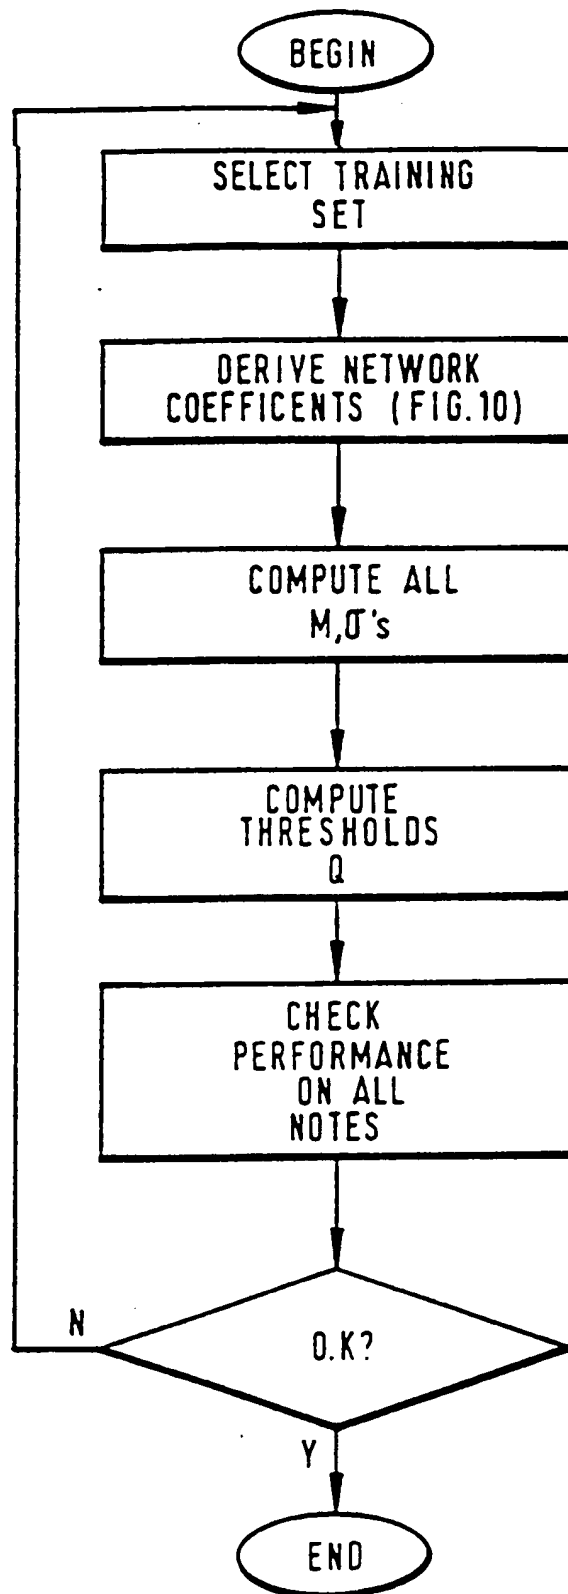 BEGIN
SELECT TRAINING
SET
DERIVE NETWORK
COEFFICENTS (FIG.10)
COMPUTE ALL
M,σ's
COMPUTE
THRESHOLDS
Q
CHECK
PERFORMANCE
ON ALL
NOTES
N
O.K?
Y
END